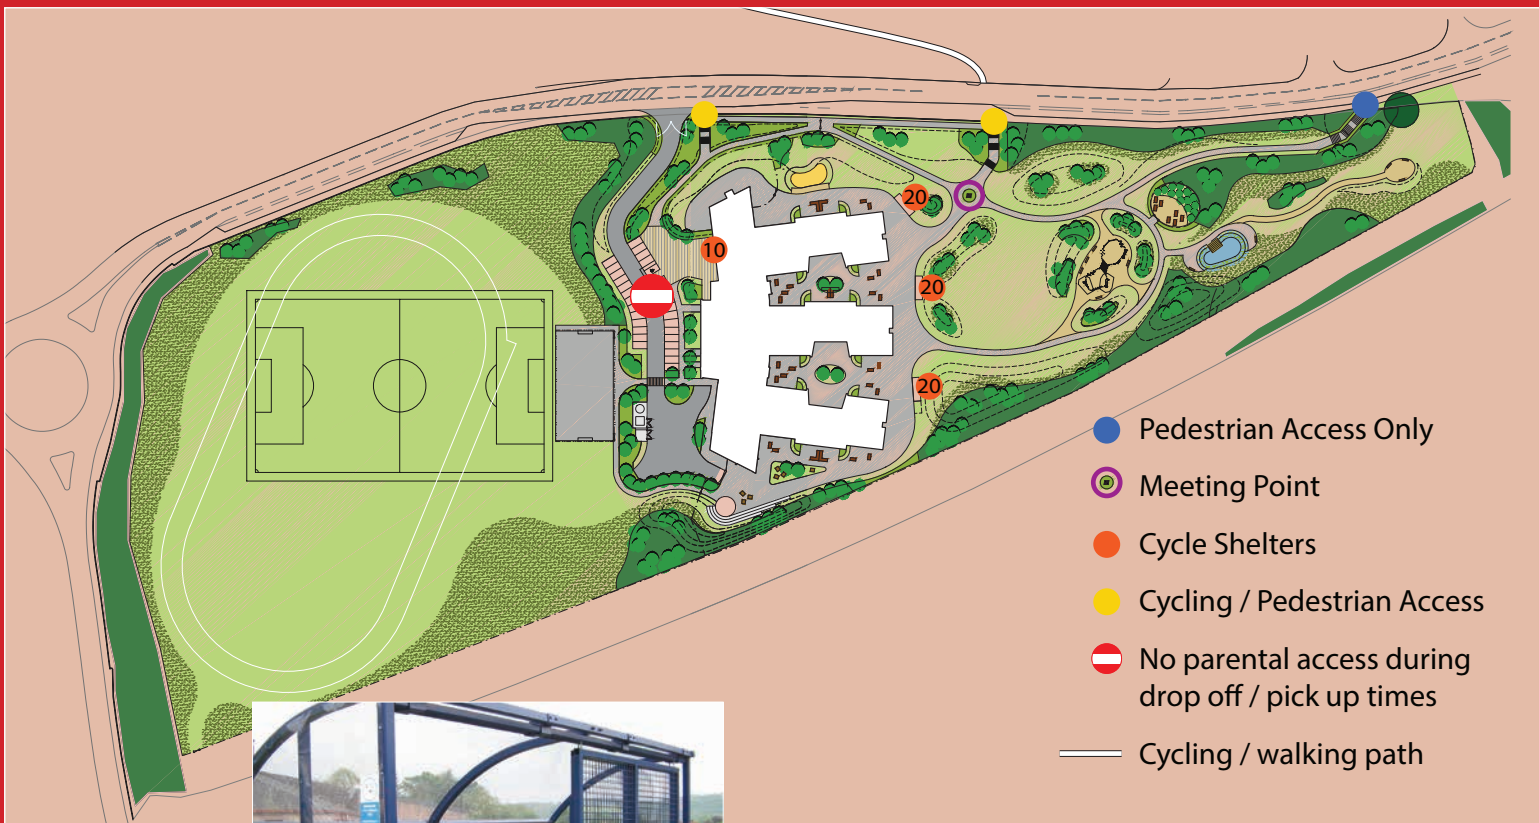 20
10
20
20
Pedestrian Access Only
Meeting Point
Cycle Shelters
Cycling / Pedestrian Access
No parental access during
drop off / pick up times
Cycling / walking path